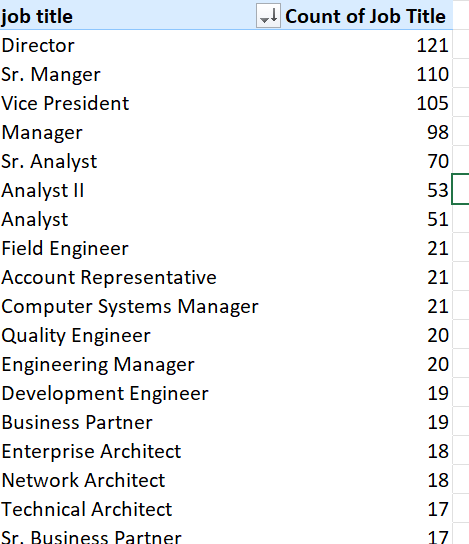 job title Count of Job Title
Director 121
Sr. Manger 110
Vice President 105
Manager 98
Sr. Analyst 70
Analyst II 53
Analyst 51
Field Engineer 21
Account Representative 21
Computer Systems Manager 21
Quality Engineer 20
Engineering Manager 20
Development Engineer 19
Business Partner 19
Enterprise Architect 18
Network Architect 18
Technical Architect 17
Sr. Business Partner 17